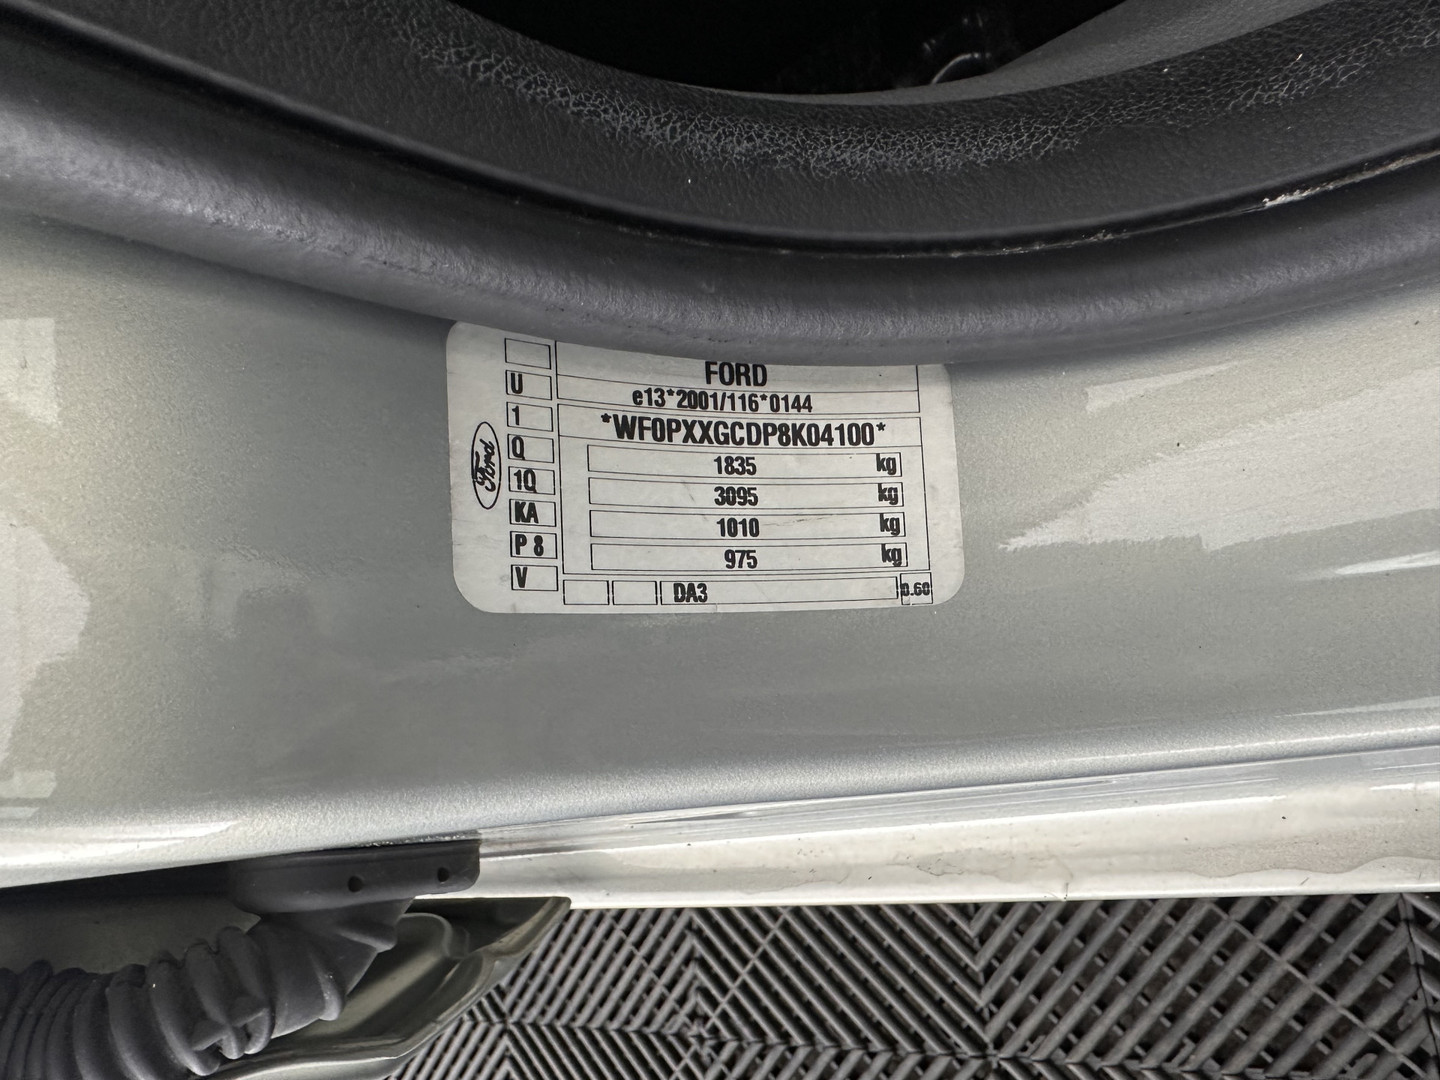 FORD
U
e13*2001/116*0144
1
*WF0PXXGCDP8K04100*
Q
1835 kg
1Q
3095 kg
KA
1010 kg
P 8
975 kg
V
DA3
0.60
Ford